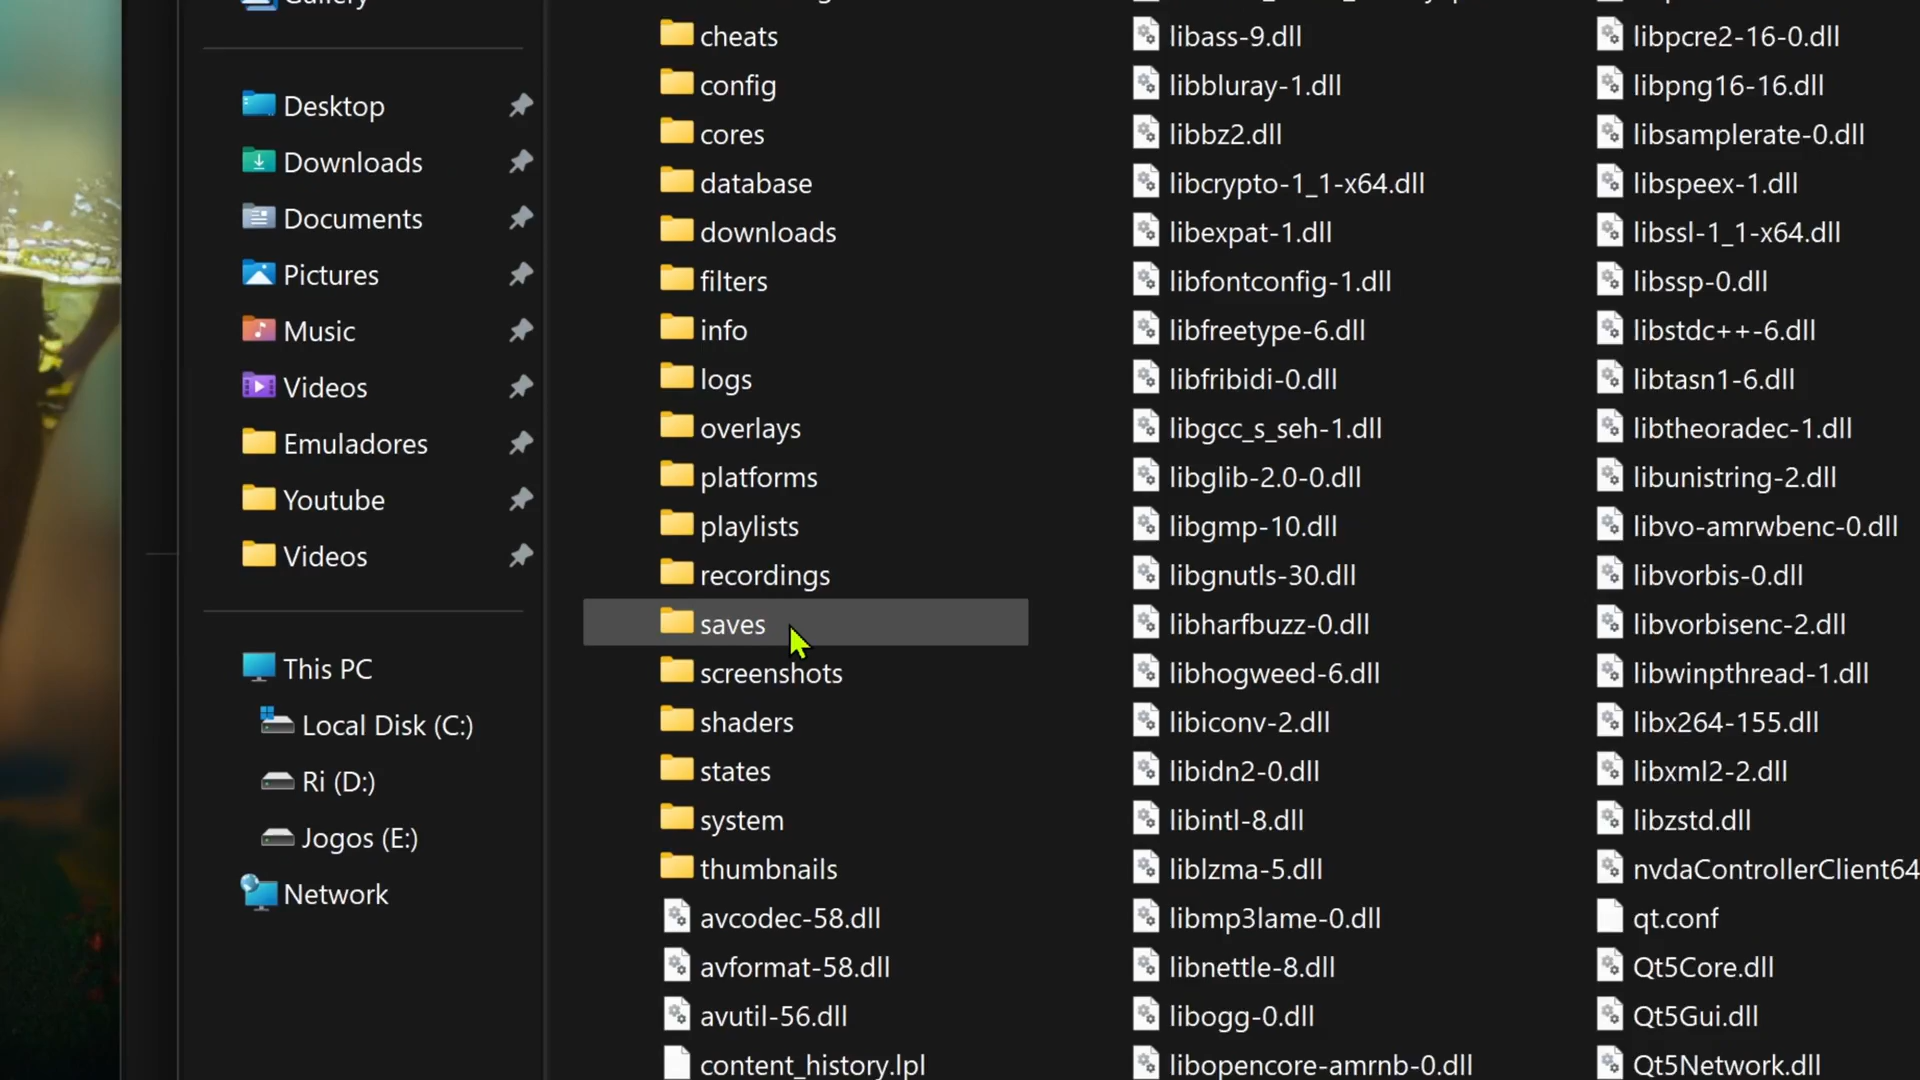 Gallery
Desktop
Downloads
Documents
Pictures
Music
Videos
Emuladores
Youtube
Videos
This PC
Local Disk (C:)
Ri (D:)
Jogos (E:)
Network
cheats
config
cores
database
downloads
filters
info
logs
overlays
platforms
playlists
recordings
saves
screenshots
shaders
states
system
thumbnails
avcodec-58.dll
avformat-58.dll
avutil-56.dll
content_history.lpl
libass-9.dll
libbluray-1.dll
libbz2.dll
libcrypto-1_1-x64.dll
libexpat-1.dll
libfontconfig-1.dll
libfreetype-6.dll
libfribidi-0.dll
libgcc_s_seh-1.dll
libglib-2.0-0.dll
libgmp-10.dll
libgnutls-30.dll
libharfbuzz-0.dll
libhogweed-6.dll
libiconv-2.dll
libidn2-0.dll
libintl-8.dll
liblzma-5.dll
libmp3lame-0.dll
libnettle-8.dll
libogg-0.dll
libopencore-amrnb-0.dll
libpcre2-16-0.dll
libpng16-16.dll
libsamplerate-0.dll
libspeex-1.dll
libssl-1_1-x64.dll
libssp-0.dll
libstdc++-6.dll
libtasn1-6.dll
libtheoradec-1.dll
libunistring-2.dll
libvo-amrwbenc-0.dll
libvorbis-0.dll
libvorbisenc-2.dll
libwinpthread-1.dll
libx264-155.dll
libxml2-2.dll
libzstd.dll
nvdaControllerClient64
qt.conf
Qt5Core.dll
Qt5Gui.dll
Qt5Network.dll